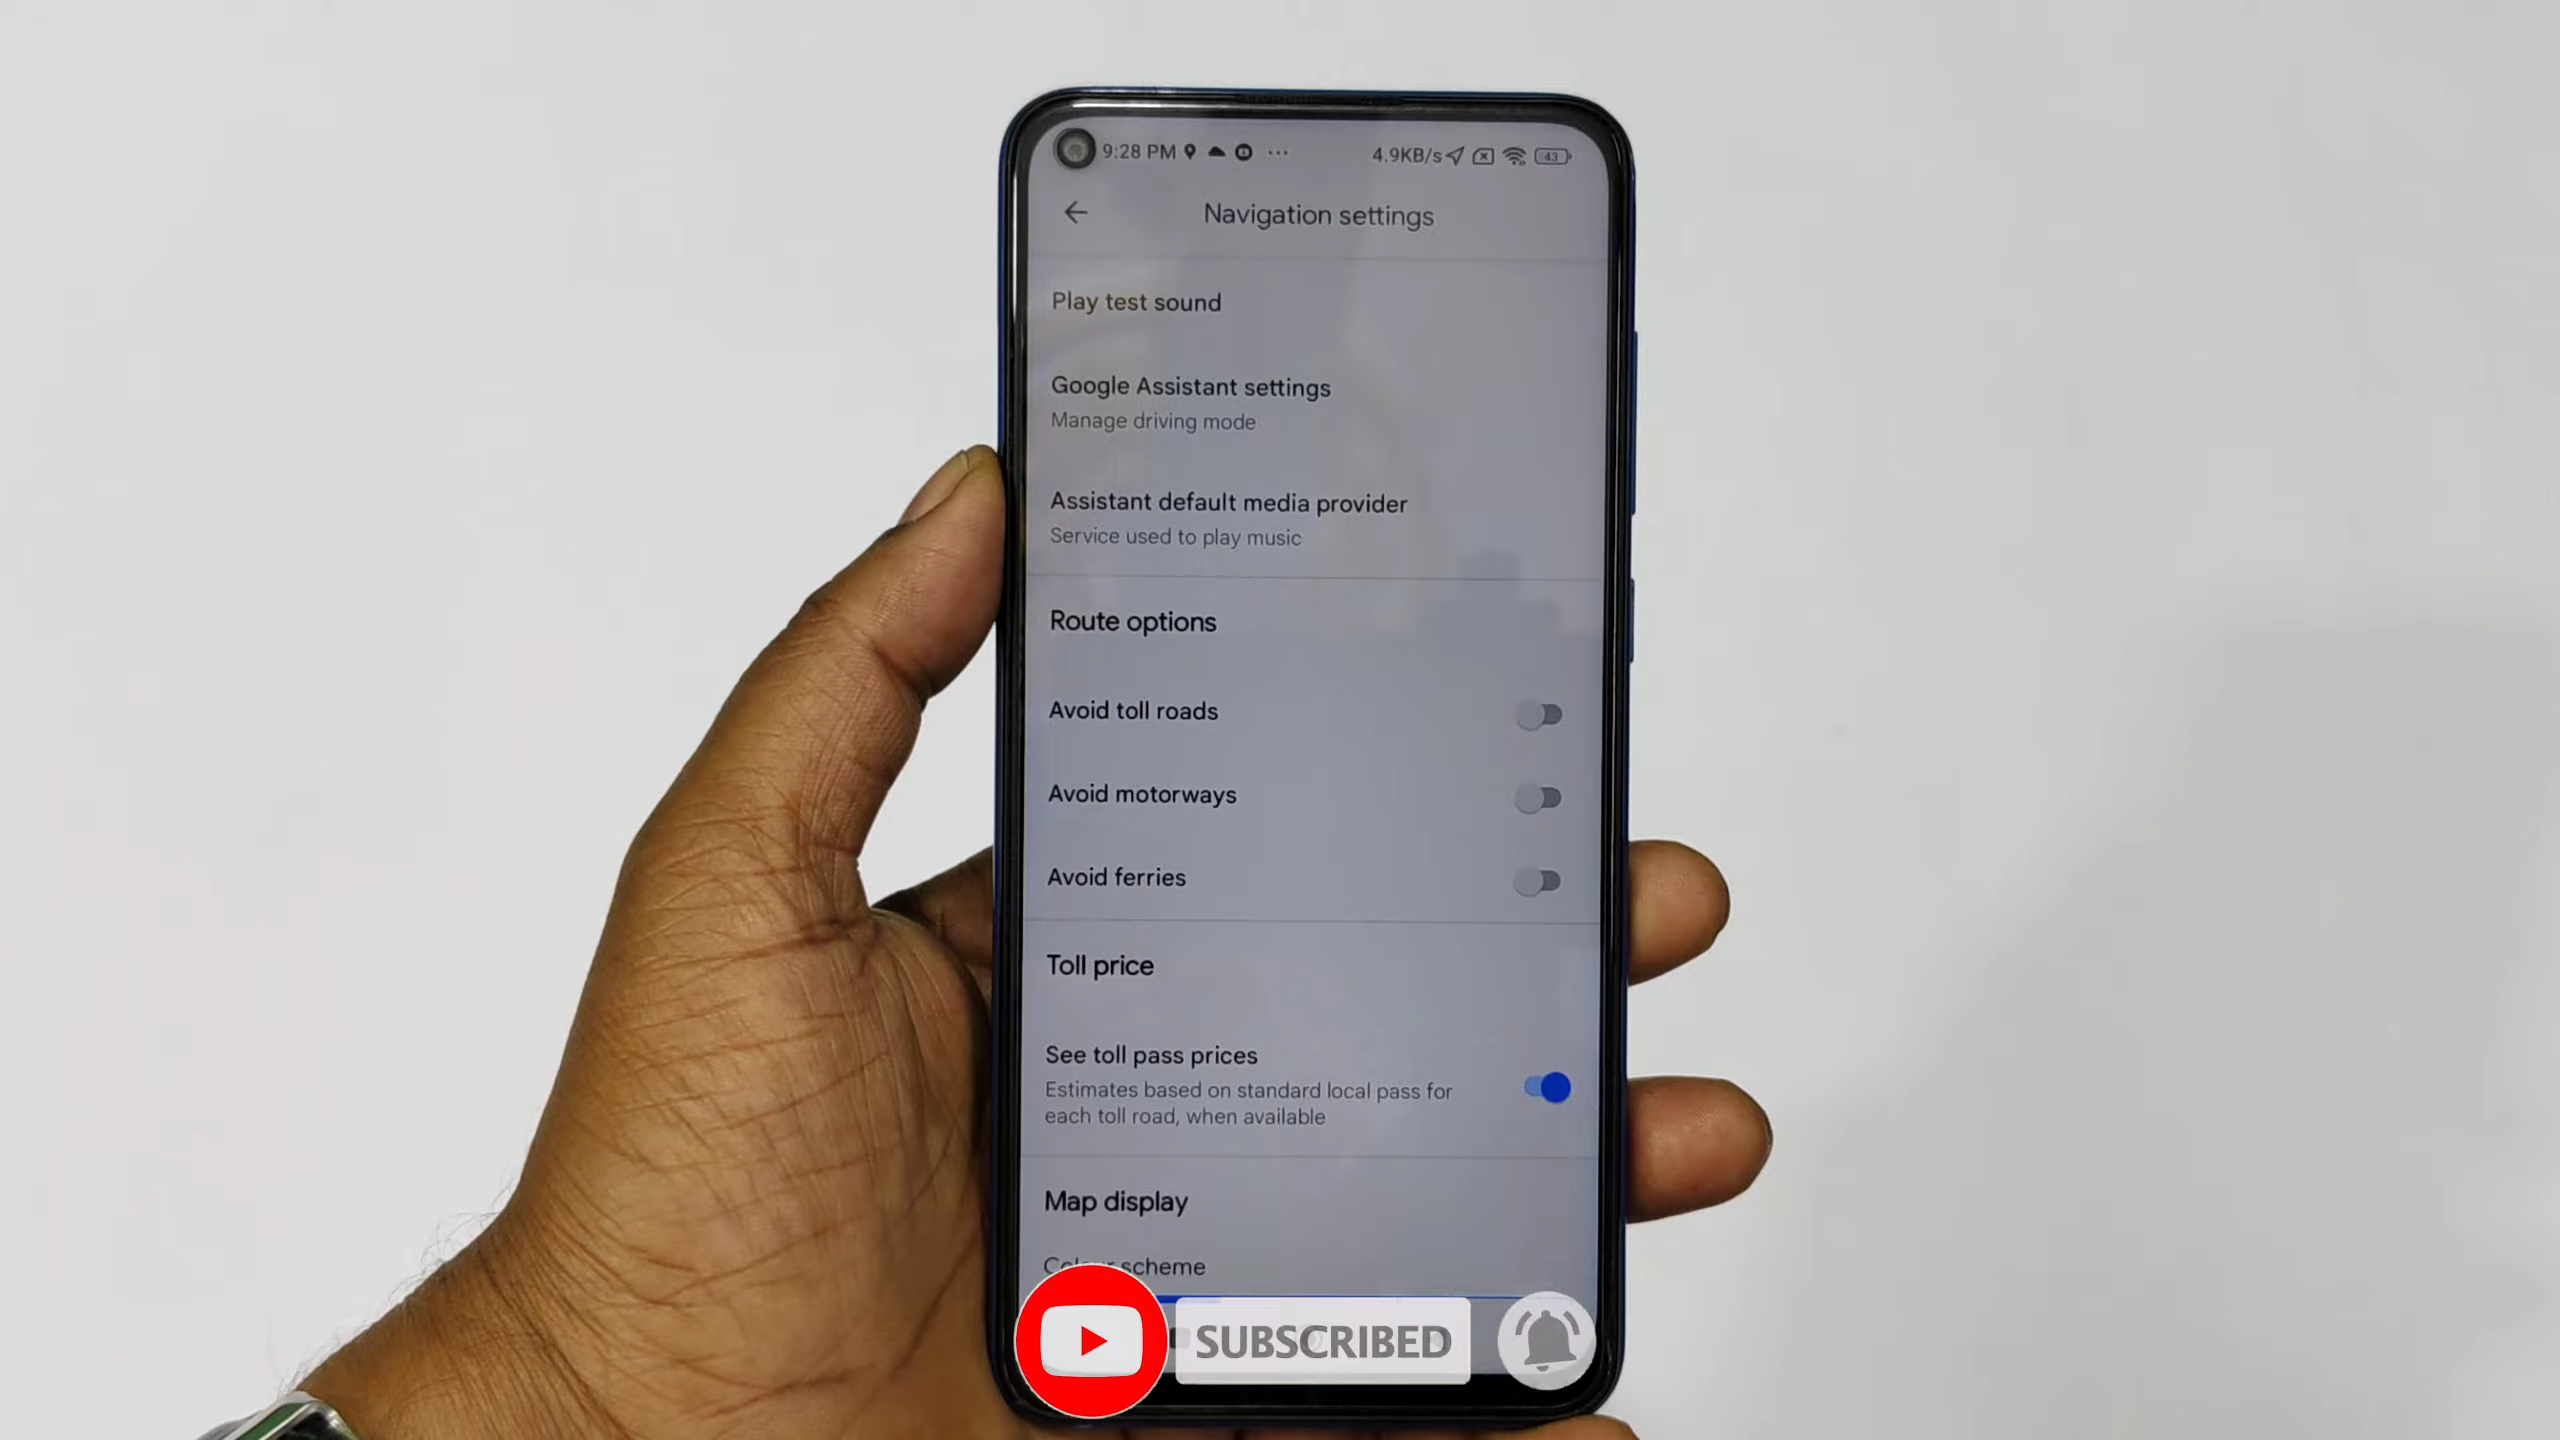 9:28 PM ... 4.9KB/s 43
Navigation settings
Play test sound
Google Assistant settings
Manage driving mode
Assistant default media provider
Service used to play music
Route options
Avoid toll roads
Avoid motorways
Avoid ferries
Toll price
See toll pass prices
Estimates based on standard local pass for
each toll road, when available
Map display
Colour scheme
SUBSCRIBED